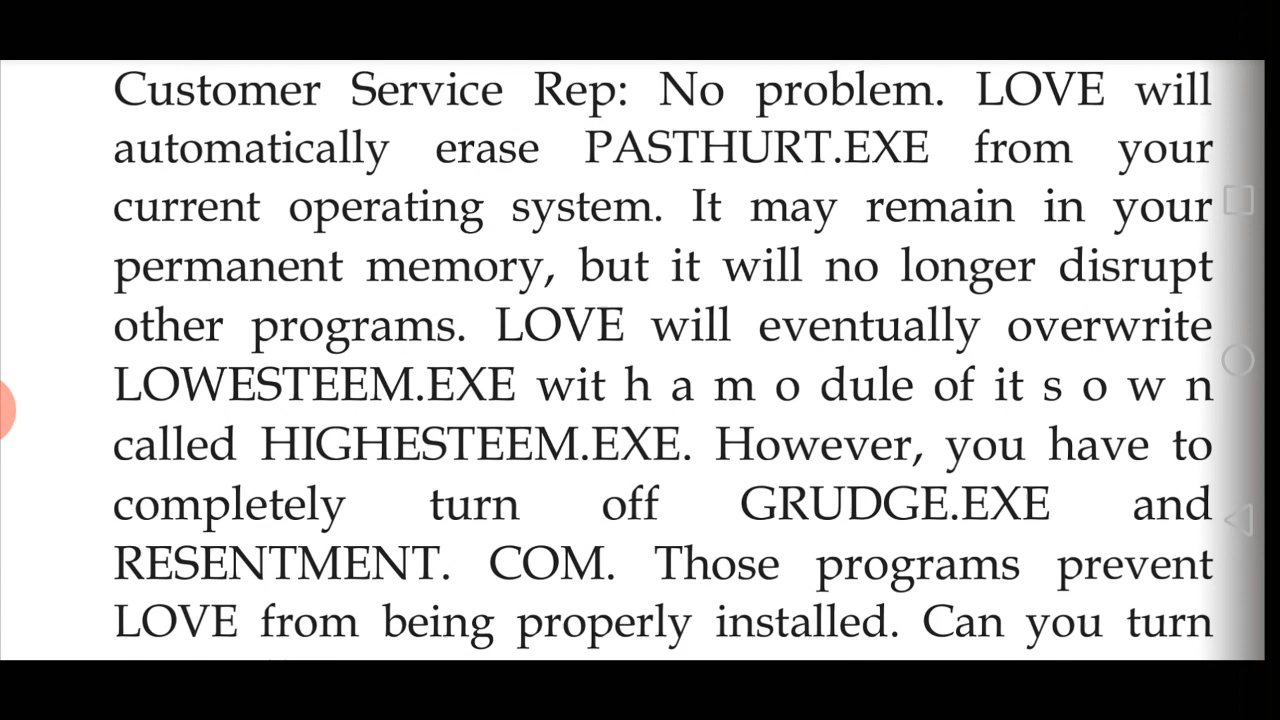 Customer Service Rep: No problem. LOVE will
automatically erase PASTHURT.EXE from your
current operating system. It may remain in your
permanent memory, but it will no longer disrupt
other programs. LOVE will eventually overwrite
LOWESTEEM.EXE wit h a m o dule of it s o w n
called HIGHESTEEM.EXE. However, you have to
completely turn off GRUDGE.EXE and
RESENTMENT. COM. Those programs prevent
LOVE from being properly installed. Can you turn